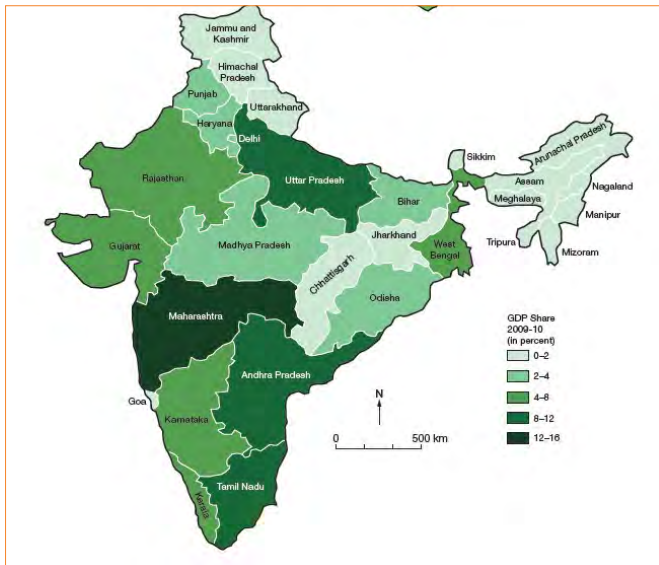 Jammu and
Kashmir
Himachal
Pradesh
Punjab
Uttarakhand
Haryana
Delhi
Rajasthan
Uttar Pradesh
Sikkim
Arunachal Pradesh
Assam
Nagaland
Meghalaya
Manipur
Tripura
Mizoram
Bihar
Jharkhand
West
Bengal
Gujarat
Madhya Pradesh
Chhattisgarh
Odisha
Maharashtra
Andhra Pradesh
Goa
Karnataka
Kerala
Tamil Nadu
N
0 500 km
GDP Share
2009-10
(in percent)
0–2
2–4
4–8
8–12
12–16